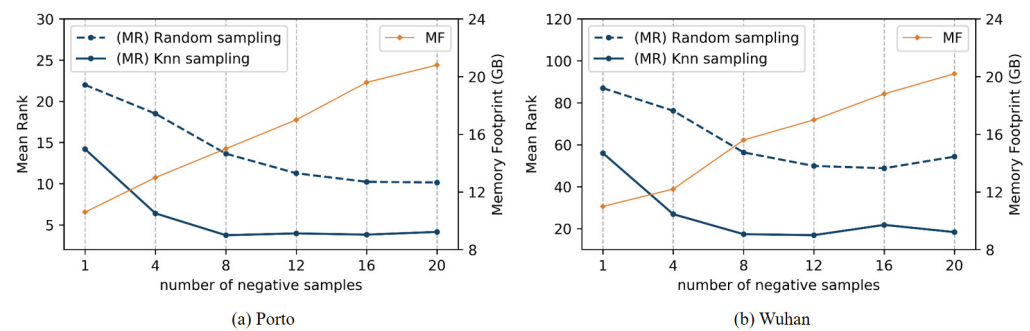 30
25
20
15
10
5
Mean Rank
(MR) Random sampling
(MR) Knn sampling
MF
24
20
16
12
8
Memory Footprint (GB)
1 4 8 12 16 20
number of negative samples
(a) Porto
120
100
80
60
40
20
Mean Rank
(MR) Random sampling
(MR) Knn sampling
MF
24
20
16
12
8
Memory Footprint (GB)
1 4 8 12 16 20
number of negative samples
(b) Wuhan